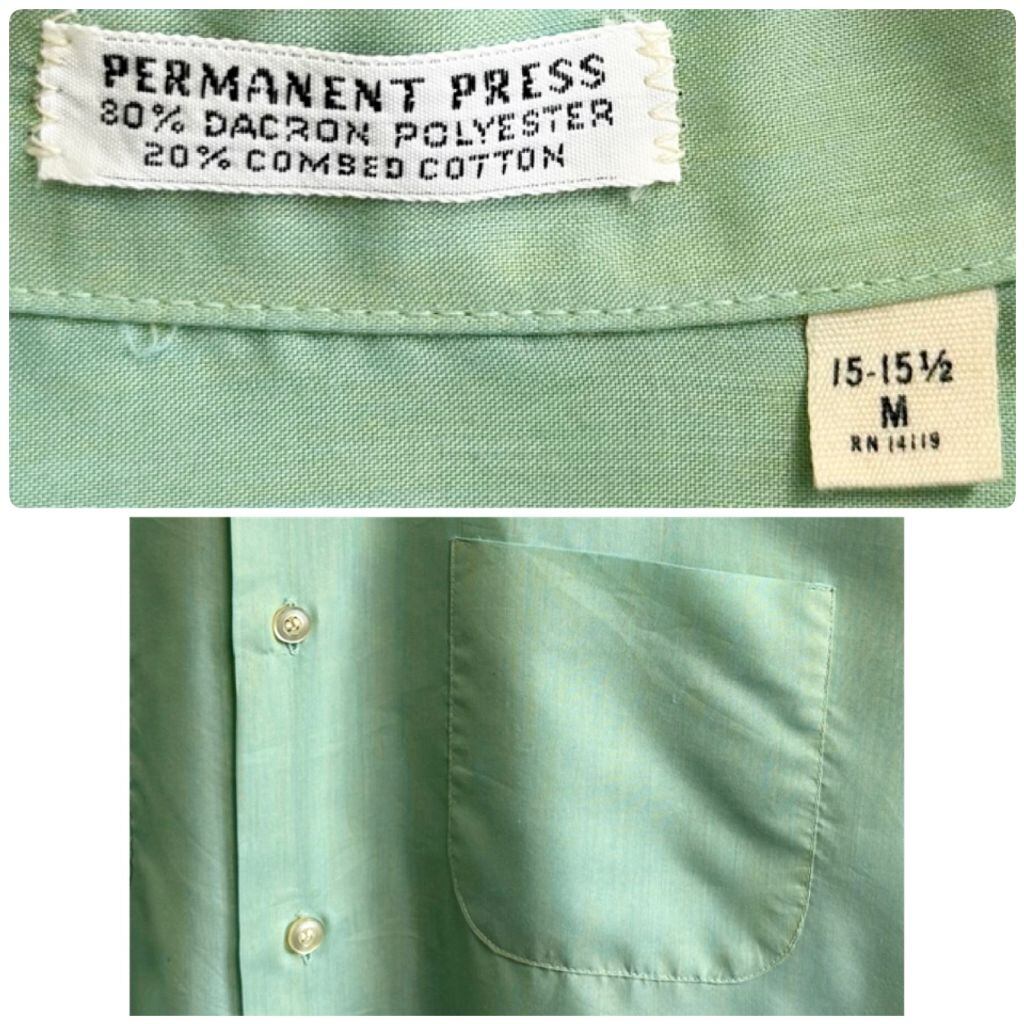 PERMANENT PRESS
80% DACRON POLYESTER
20% COMBED COTTON
15-15½
M
RN 14119